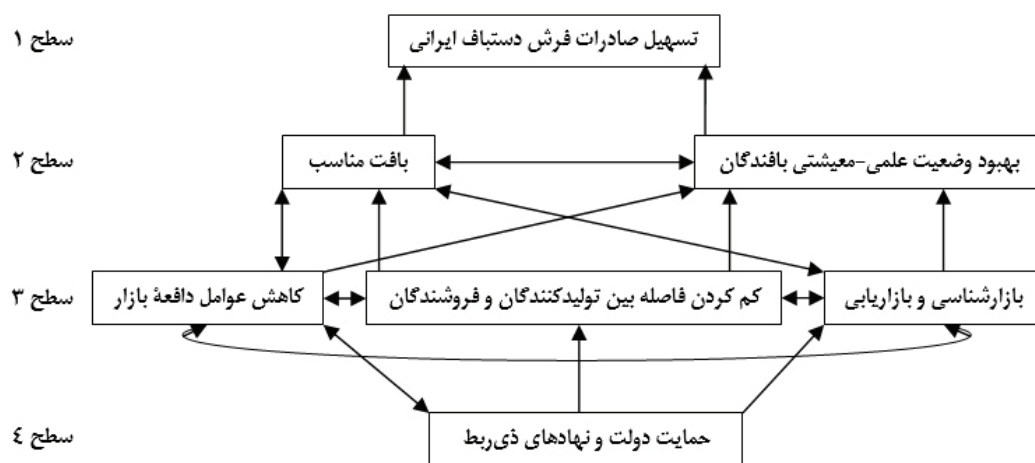 سطح ۱
تسهیل صادرات فرش دستباف ایرانی
سطح ۲
بهبود وضعیت علمی-معیشتی بافندگان
بافت مناسب
سطح ۳
بازارشناسی و بازاریابی
کم کردن فاصله بین تولیدکنندگان و فروشندگان
کاهش عوامل دافعۀ بازار
سطح ٤
حمایت دولت و نهادهای ذی‌ربط